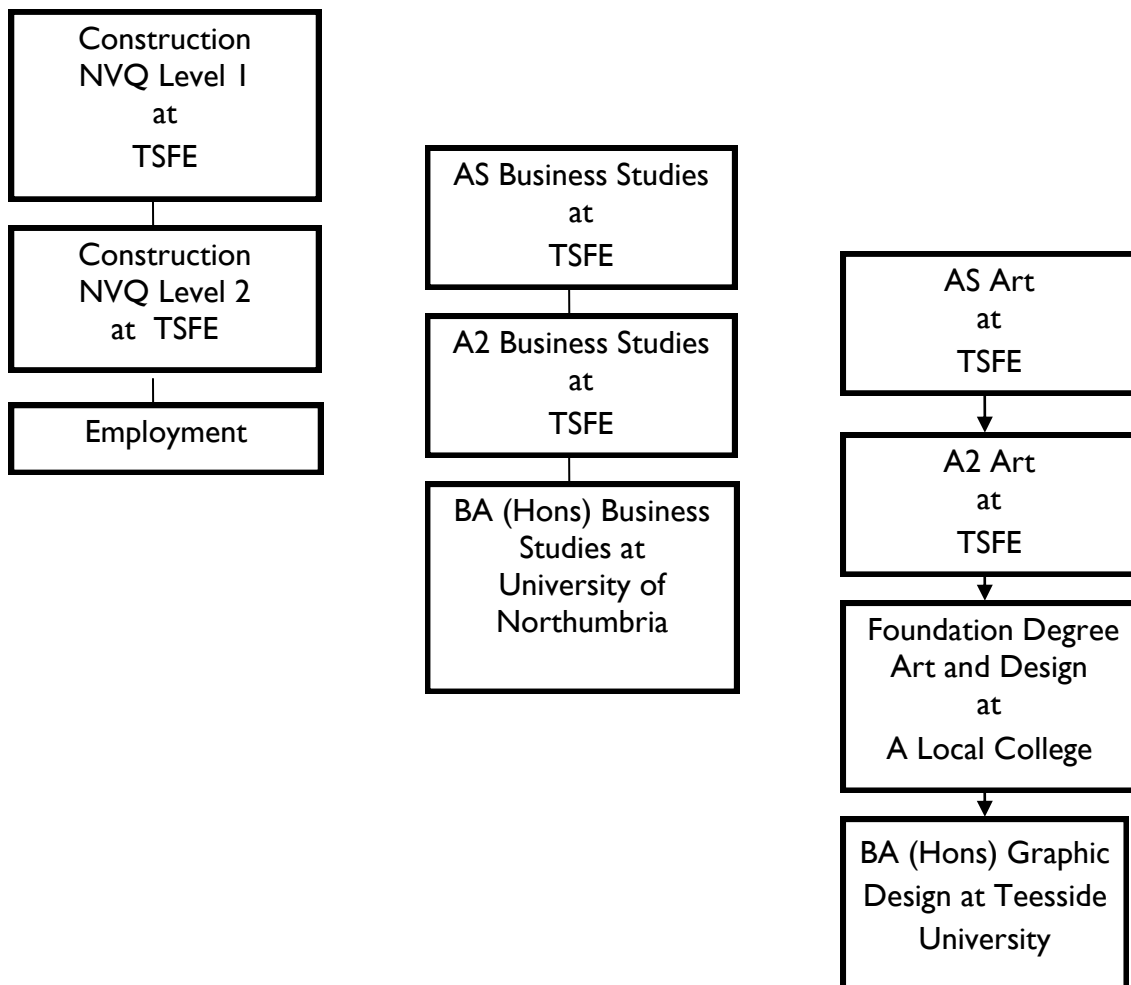 Construction
NVQ Level 1
at
TSFE
Construction
NVQ Level 2
at TSFE
Employment
AS Business Studies
at
TSFE
A2 Business Studies
at
TSFE
BA (Hons) Business
Studies at
University of
Northumbria
AS Art
at
TSFE
A2 Art
at
TSFE
Foundation Degree
Art and Design
at
A Local College
BA (Hons) Graphic
Design at Teesside
University